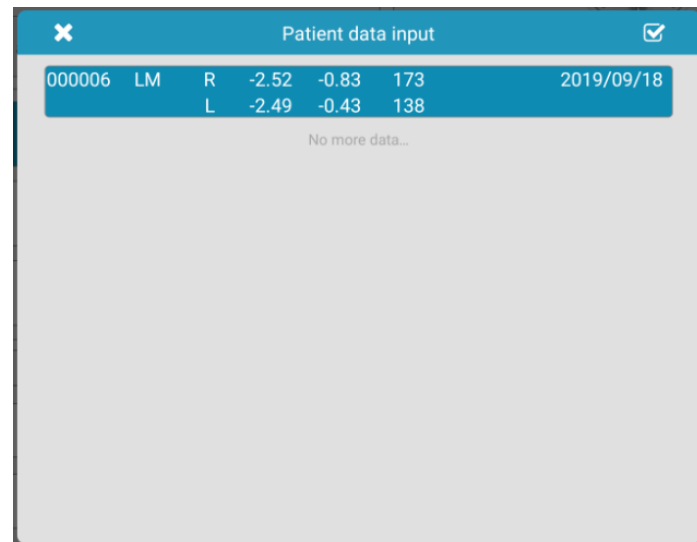 Patient data input
000006 LM R -2.52 -0.83 173 2019/09/18
L -2.49 -0.43 138
No more data...